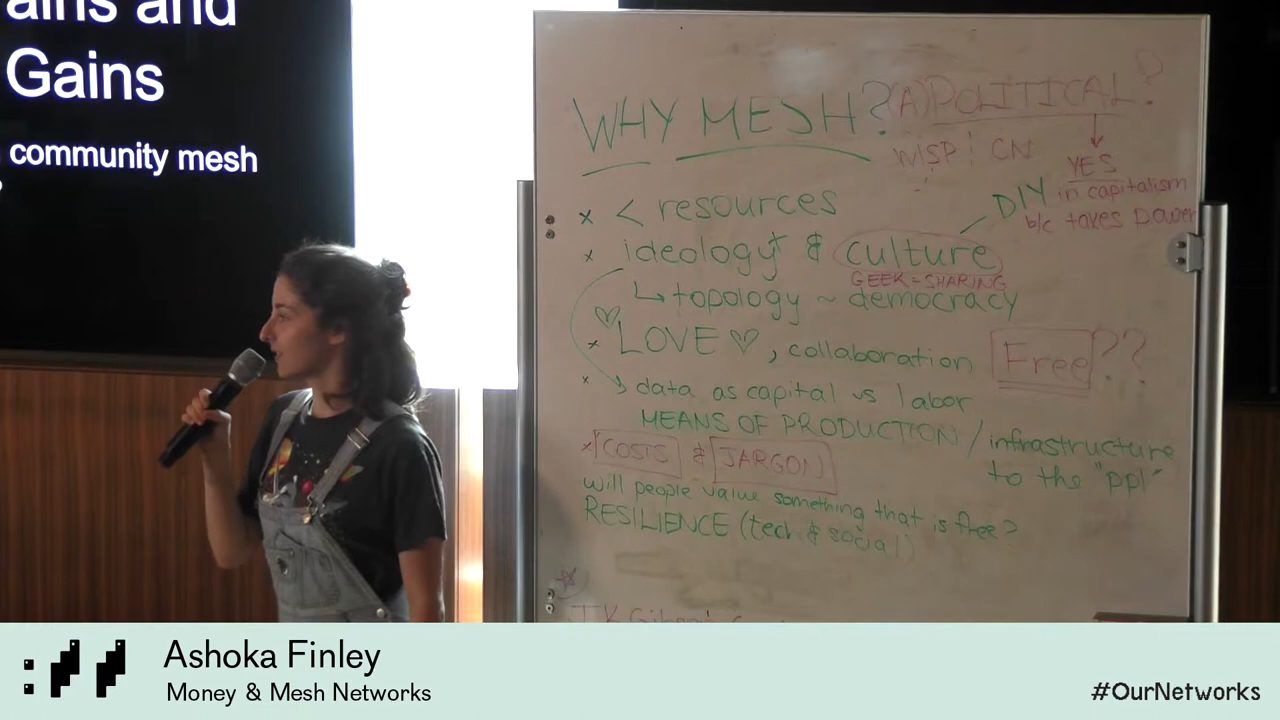 ains and
Gains
community mesh
WHY MESH? (A)POLITICAL?
WISP! CN
YES
DIY in capitalism
b/c takes power
x < resources
x ideology & culture
GEEK = SHARING
topology ~ democracy
x LOVE, collaboration Free??
x data as capital vs labor
MEANS OF PRODUCTION / infrastructure
to the "ppl"
x COSTS & JARGON
will people value something that is free?
RESILIENCE (tech & social)
Ashoka Finley
Money & Mesh Networks
#OurNetworks